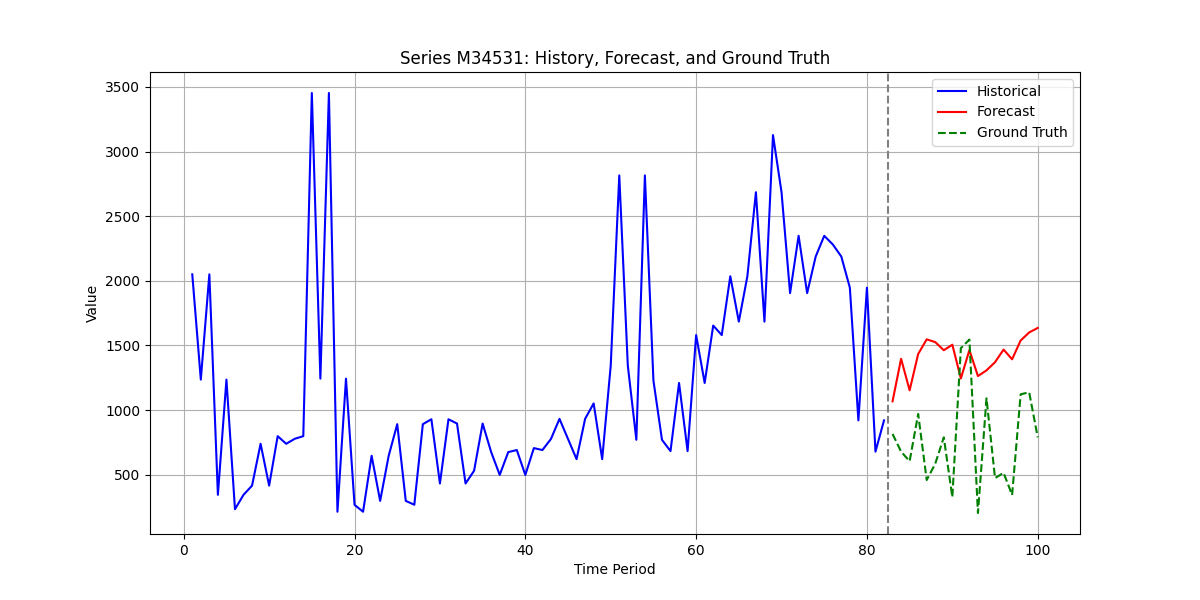 Series M34531: History, Forecast, and Ground Truth
Historical
Forecast
Ground Truth
Value
3500
3000
2500
2000
1500
1000
500
0
20
40
60
80
100
Time Period